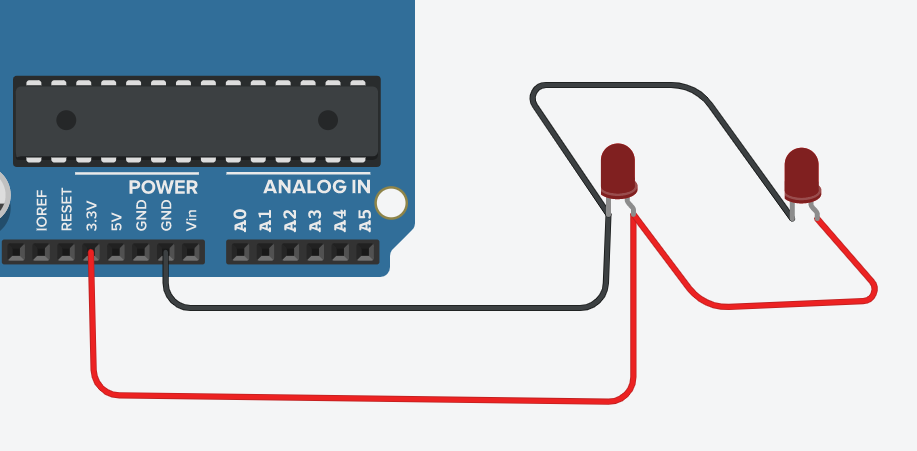 POWER
ANALOG IN
IOREF
RESET
3.3V
5V
GND
GND
Vin
A0
A1
A2
A3
A4
A5